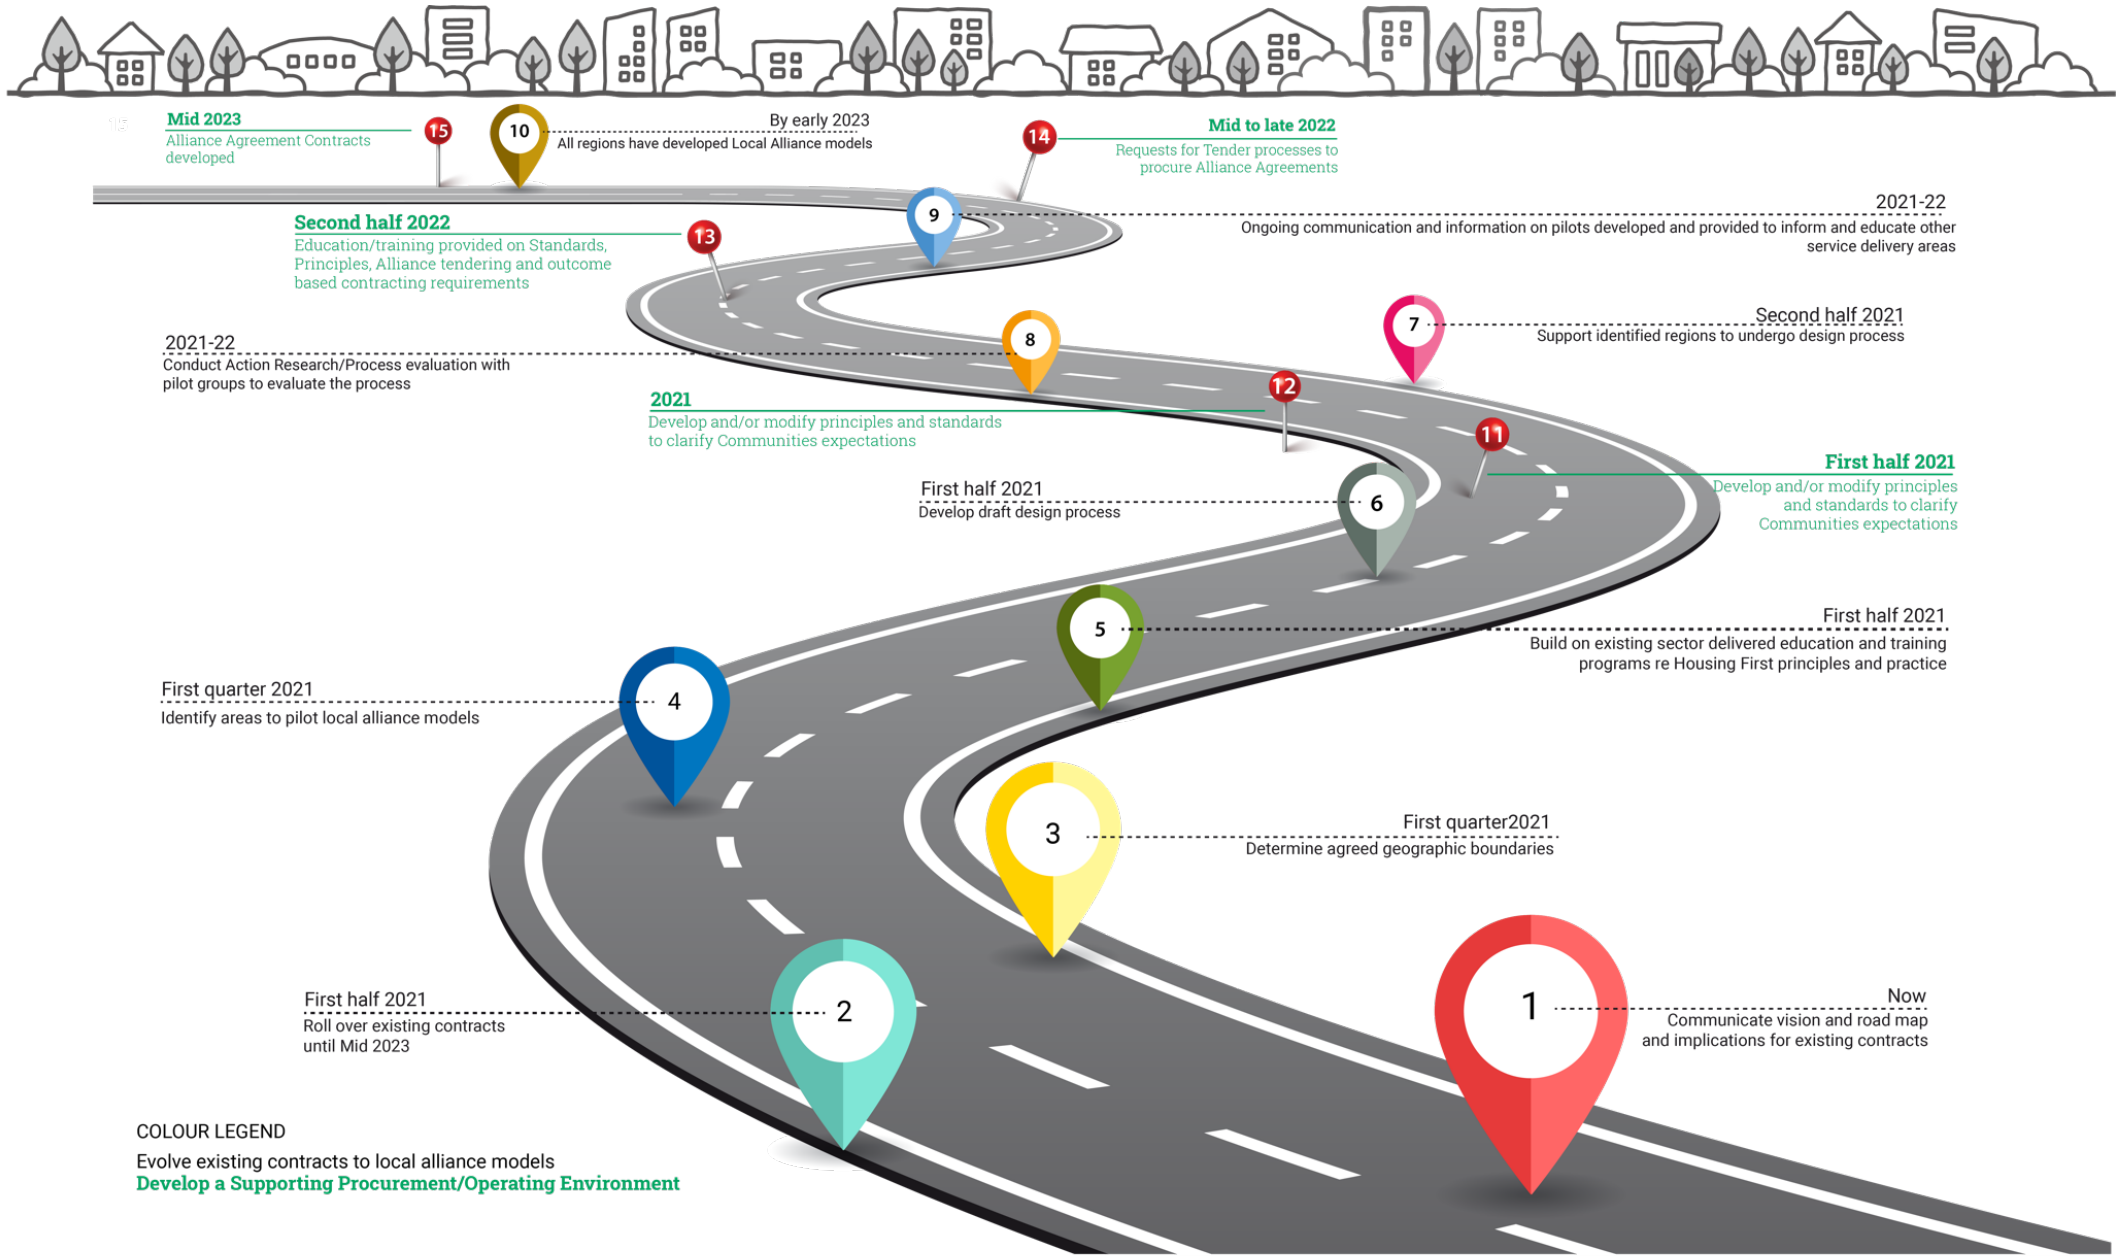 Mid 2023
Alliance Agreement Contracts
developed
15
15
10
By early 2023
All regions have developed Local Alliance models
14
Mid to late 2022
Requests for Tender processes to
procure Alliance Agreements
Second half 2022
Education/training provided on Standards,
Principles, Alliance tendering and outcome
based contracting requirements
13
9
2021-22
Ongoing communication and information on pilots developed and provided to inform and educate other
service delivery areas
2021-22
Conduct Action Research/Process evaluation with
pilot groups to evaluate the process
8
7
Second half 2021
Support identified regions to undergo design process
2021
Develop and/or modify principles and standards
to clarify Communities expectations
12
11
First half 2021
Develop and/or modify principles
and standards to clarify
Communities expectations
First half 2021
Develop draft design process
6
5
First half 2021
Build on existing sector delivered education and training
programs re Housing First principles and practice
First quarter 2021
Identify areas to pilot local alliance models
4
3
First quarter2021
Determine agreed geographic boundaries
First half 2021
Roll over existing contracts
until Mid 2023
2
1
Now
Communicate vision and road map
and implications for existing contracts
COLOUR LEGEND
Evolve existing contracts to local alliance models
Develop a Supporting Procurement/Operating Environment